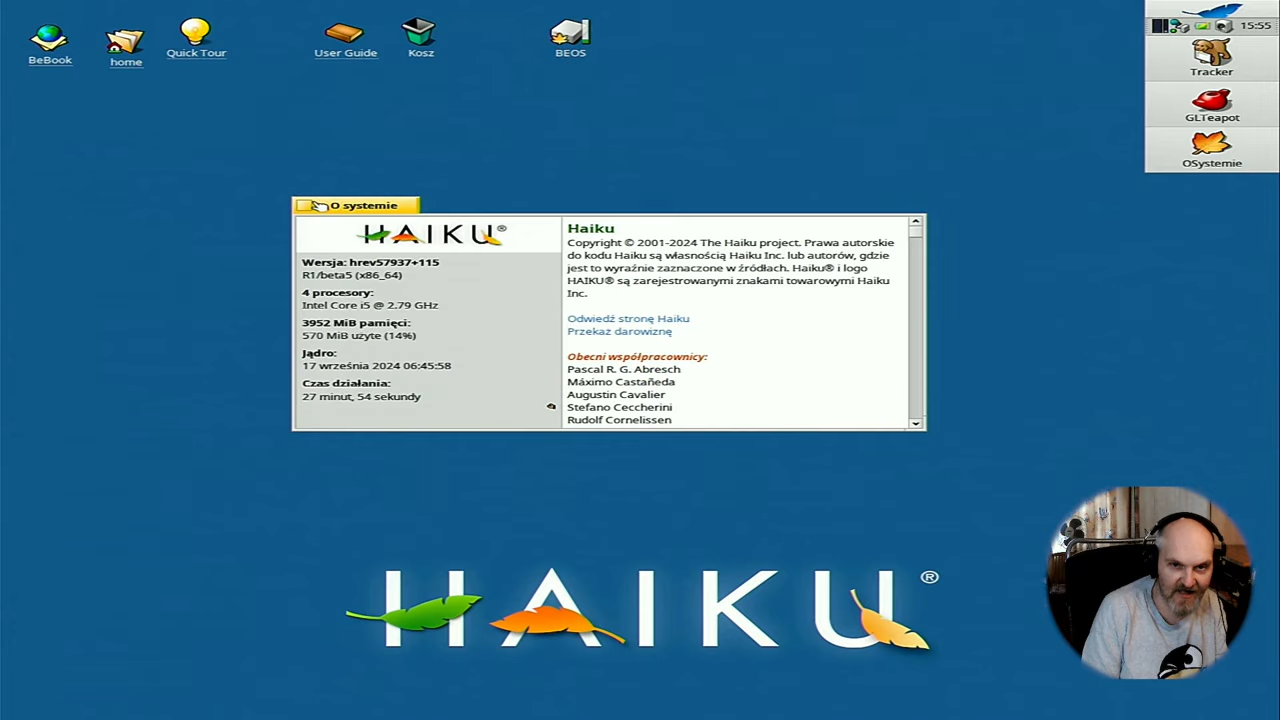 BeBook
home
Quick Tour
User Guide
Kosz
BEOS
15:55
Tracker
GLTeapot
OSystemie
O systemie
HAIKU®
Wersja: hrev57937+115
R1/beta5 (x86_64)
4 procesory:
Intel Core i5 @ 2.79 GHz
3952 MiB pamięci:
570 MiB użyte (14%)
Jądro:
17 września 2024 06:45:58
Czas działania:
27 minut, 54 sekundy
Haiku
Copyright © 2001-2024 The Haiku project. Prawa autorskie
do kodu Haiku są własnością Haiku Inc. lub autorów, gdzie
jest to wyraźnie zaznaczone w źródłach. Haiku® i logo
HAIKU® są zarejestrowanymi znakami towarowymi Haiku
Inc.
Odwiedź stronę Haiku
Przekaż darowiznę
Obecni współpracownicy:
Pascal R. G. Abresch
Máximo Castañeda
Augustin Cavalier
Stefano Ceccherini
Rudolf Cornelissen
HAIKU®